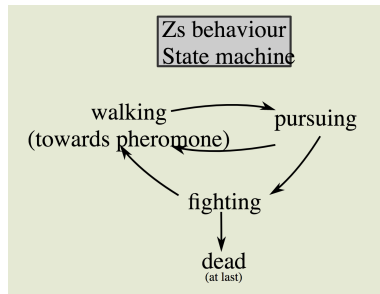 Zs behaviour
State machine
walking
(towards pheromone)
pursuing
fighting
dead
(at last)